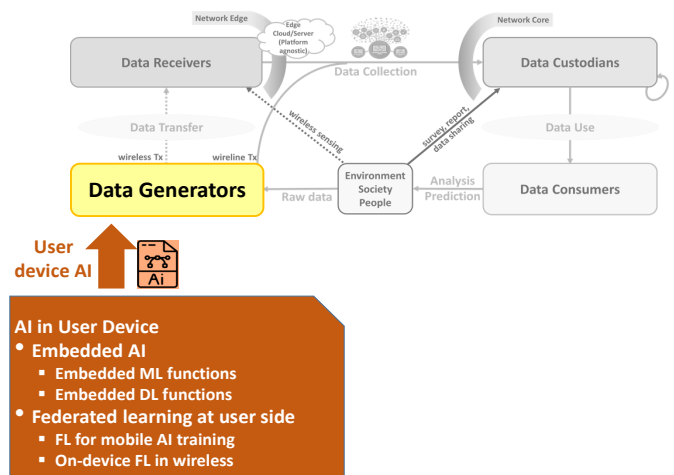 Network Edge
Edge
Cloud/Server
(Platform
agnostic)
Network Core
Data Receivers
Data Collection
Data Custodians
Data Transfer
wireless sensing
survey, report,
data sharing
Data Use
wireless Tx
wireline Tx
Data Generators
Raw data
Environment
Society
People
Analysis
Prediction
Data Consumers
User
device AI
Ai
AI in User Device
• Embedded AI
▪ Embedded ML functions
▪ Embedded DL functions
• Federated learning at user side
▪ FL for mobile AI training
▪ On-device FL in wireless